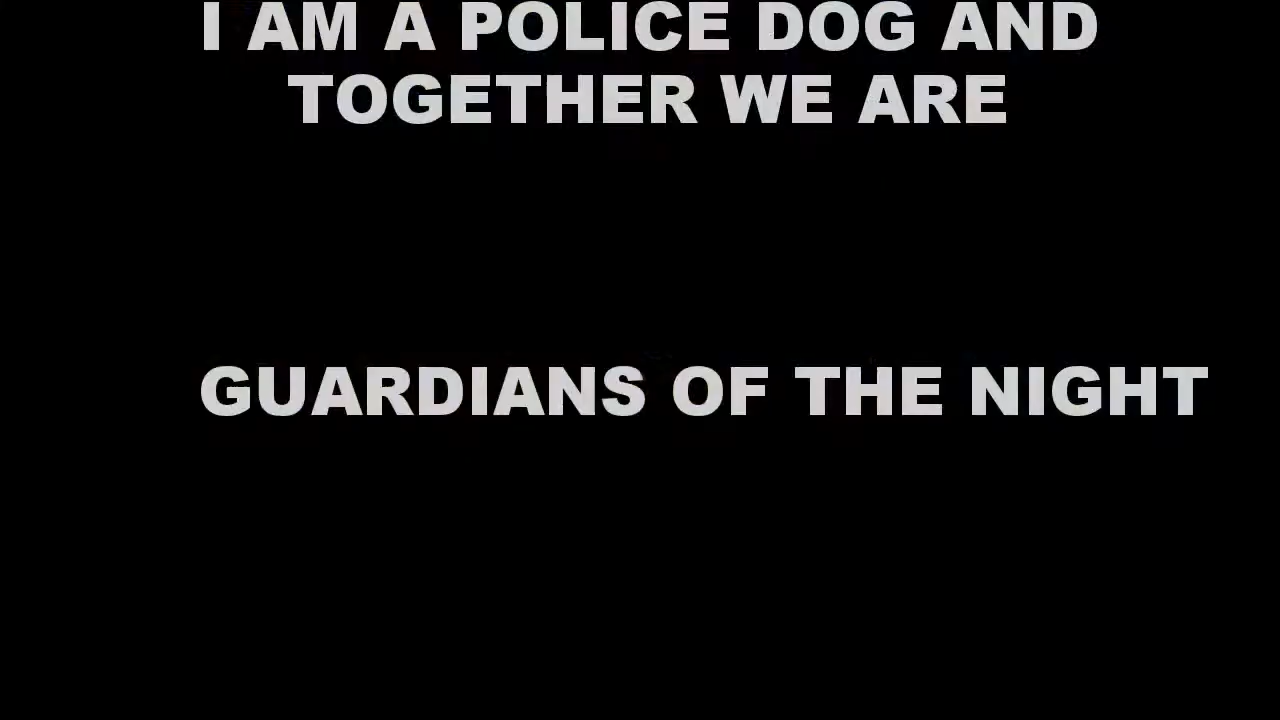 I AM A POLICE DOG AND
TOGETHER WE ARE
GUARDIANS OF THE NIGHT